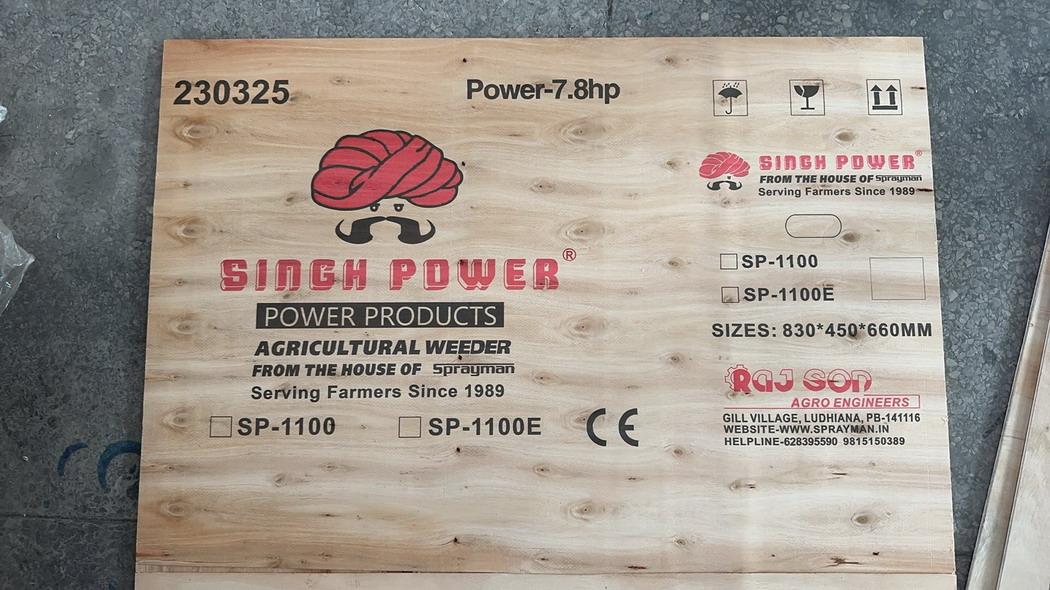 230325
Power-7.8hp
SINGH POWER®
POWER PRODUCTS
AGRICULTURAL WEEDER
FROM THE HOUSE OF Sprayman
Serving Farmers Since 1989
SP-1100
SP-1100E
CE
SINGH POWER®
FROM THE HOUSE OF Sprayman
Serving Farmers Since 1989
SP-1100
SP-1100E
SIZES: 830*450*660MM
RAJ SON
AGRO ENGINEERS
GILL VILLAGE, LUDHIANA, PB-141116
WEBSITE-WWW.SPRAYMAN.IN
HELPLINE-628395590 9815150389